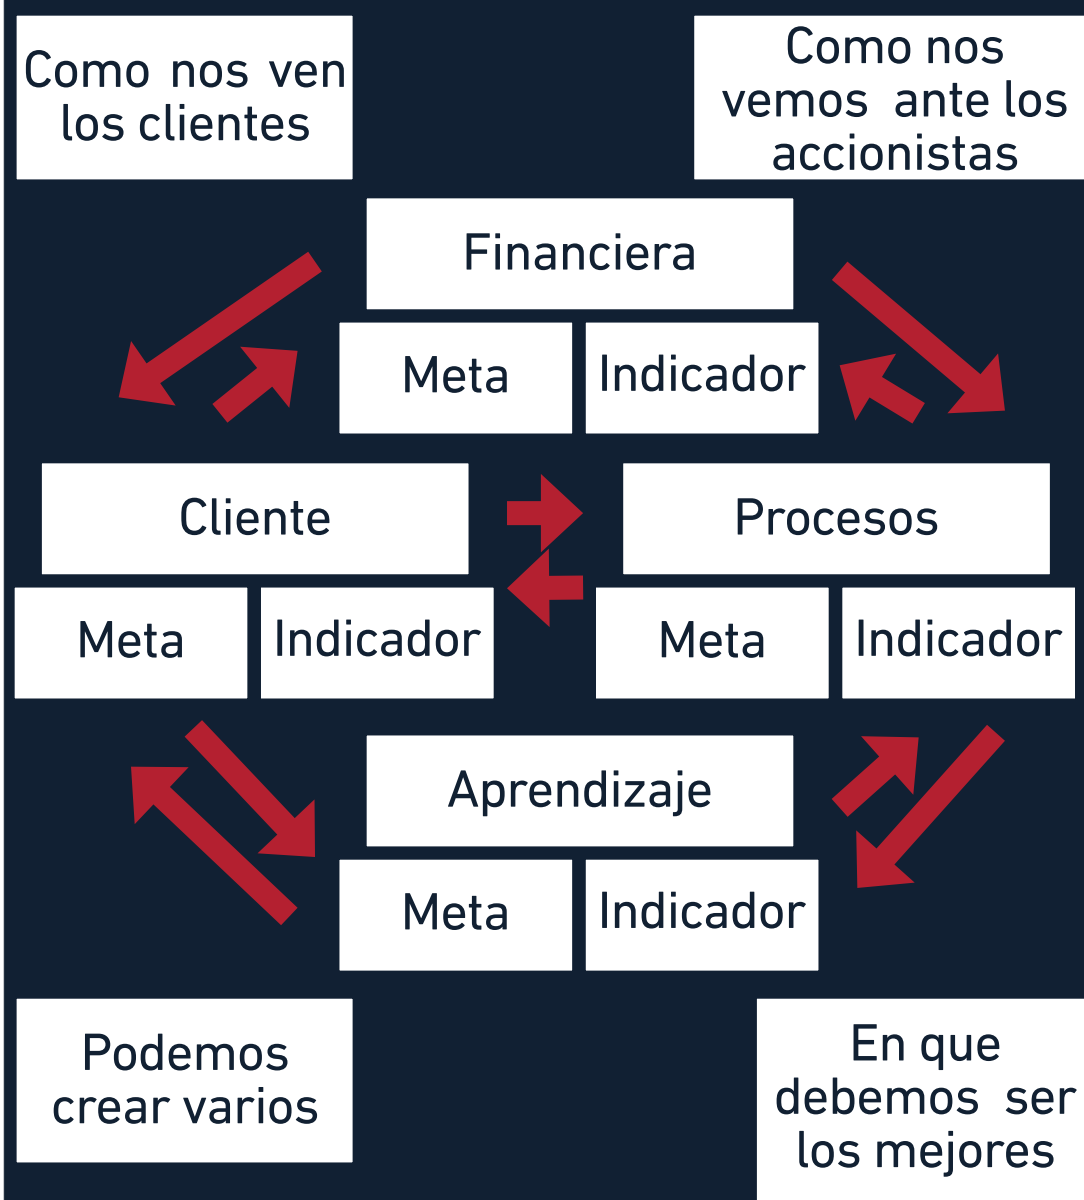 Como nos ven
los clientes
Como nos
vemos ante los
accionistas
Financiera
Meta
Indicador
Cliente
Procesos
Meta
Indicador
Meta
Indicador
Aprendizaje
Meta
Indicador
Podemos
crear varios
En que
debemos ser
los mejores